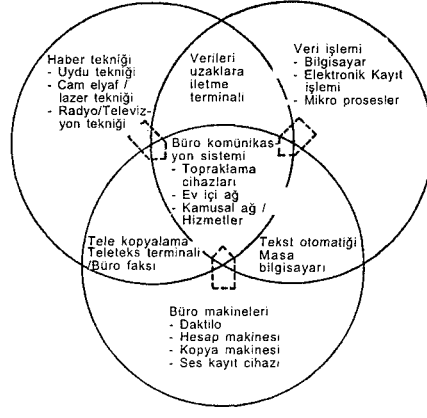 Haber tekniği
- Uydu tekniği
- Cam elyaf /
lazer tekniği
- Radyo/Televiz-
yon tekniği
Verileri
uzaklara
iletme
terminali
Veri işlemi
- Bilgisayar
- Elektronik Kayıt
işlemi
- Mikro prosesler
Büro komünikas-
yon sistemi
- Topraklama
cihazları
- Ev içi ağ
- Kamusal ağ /
Hizmetler
Tele kopyalama
Teleteks terminali
/Büro faksı
Tekst otomatiği
Masa
bilgisayarı
Büro makineleri
- Daktilo
- Hesap makinesi
- Kopya makinesi
- Ses kayıt cihazı